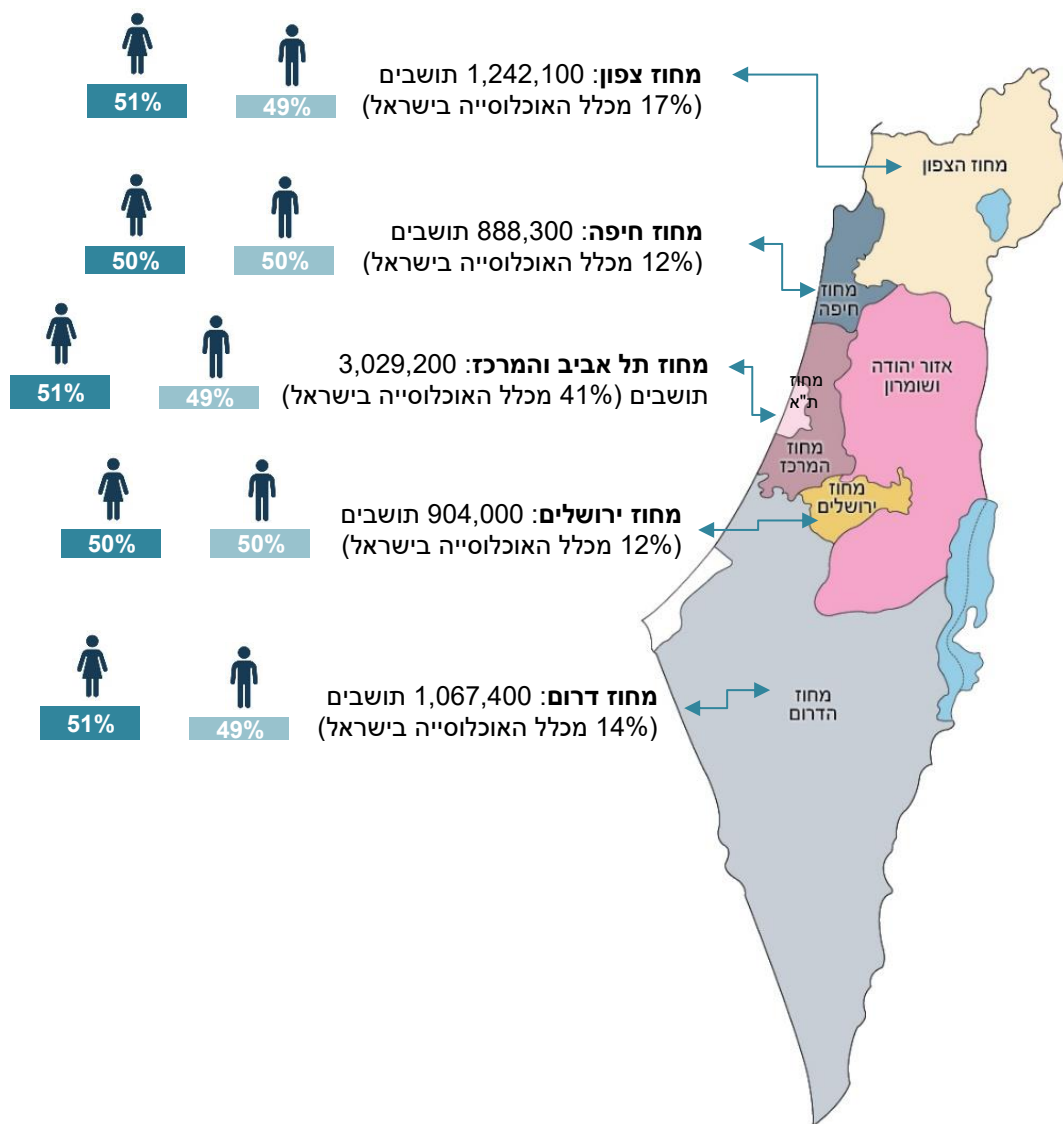 מחוז צפון: 1,242,100 תושבים
(17% מכלל האוכלוסייה בישראל)
49%
51%
מחוז חיפה: 888,300 תושבים
(12% מכלל האוכלוסייה בישראל)
50%
50%
מחוז תל אביב והמרכז: 3,029,200
תושבים (41% מכלל האוכלוסייה בישראל)
49%
51%
מחוז ירושלים: 904,000 תושבים
(12% מכלל האוכלוסייה בישראל)
50%
50%
מחוז דרום: 1,067,400 תושבים
(14% מכלל האוכלוסייה בישראל)
49%
51%
מחוז הצפון
מחוז
חיפה
אזור יהודה
ושומרון
מחוז
ת"א
מחוז
המרכז
מחוז
ירושלים
מחוז
הדרום